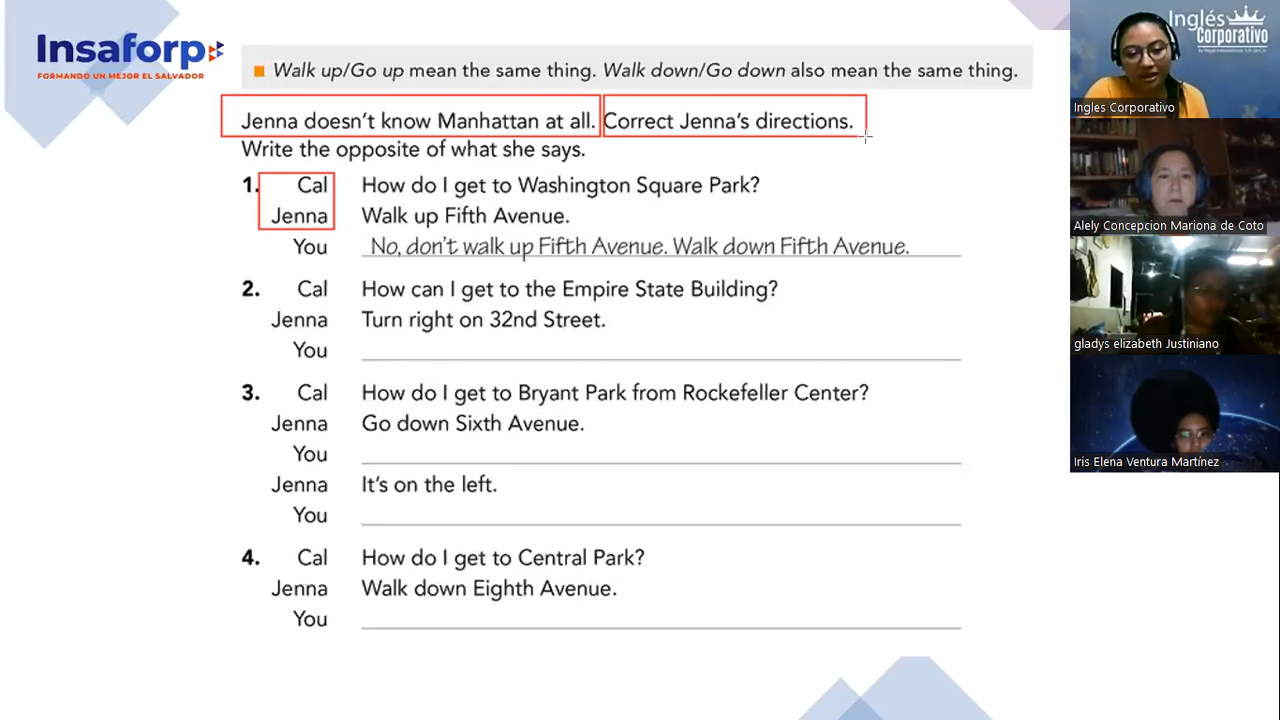 Insaforp
FORMANDO UN MEJOR EL SALVADOR
Walk up/Go up mean the same thing. Walk down/Go down also mean the same thing.
Jenna doesn't know Manhattan at all. Correct Jenna's directions.
Write the opposite of what she says.
1. Cal How do I get to Washington Square Park?
Jenna Walk up Fifth Avenue.
You No, don't walk up Fifth Avenue. Walk down Fifth Avenue.
2. Cal How can I get to the Empire State Building?
Jenna Turn right on 32nd Street.
You
3. Cal How do I get to Bryant Park from Rockefeller Center?
Jenna Go down Sixth Avenue.
You
Jenna It's on the left.
You
4. Cal How do I get to Central Park?
Jenna Walk down Eighth Avenue.
You
Inglés
Corporativo
Ingles Corporativo
Alely Concepcion Mariona de Coto
gladys elizabeth Justiniano
Iris Elena Ventura Martínez